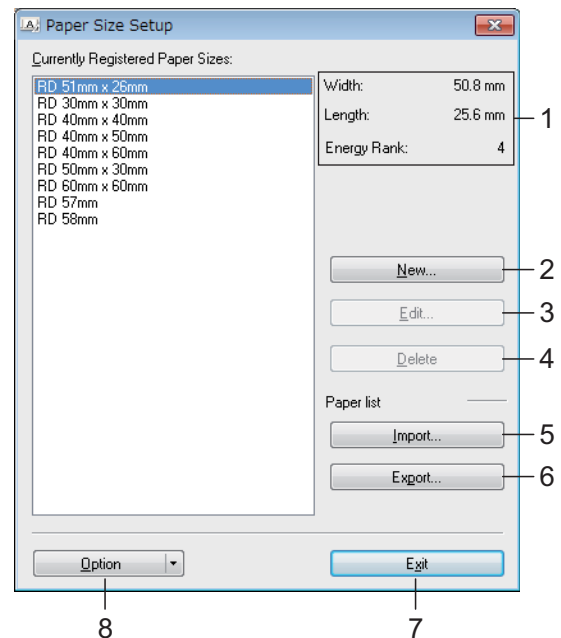 Paper Size Setup
Currently Registered Paper Sizes:
RD 51mm x 26mm
RD 30mm x 30mm
RD 40mm x 40mm
RD 40mm x 50mm
RD 40mm x 60mm
RD 50mm x 30mm
RD 60mm x 60mm
RD 57mm
RD 58mm
Width: 50.8 mm
Length: 25.6 mm
Energy Rank: 4
1
New... 2
Edit... 3
Delete 4
Paper list
Import... 5
Export... 6
Option Exit
8 7